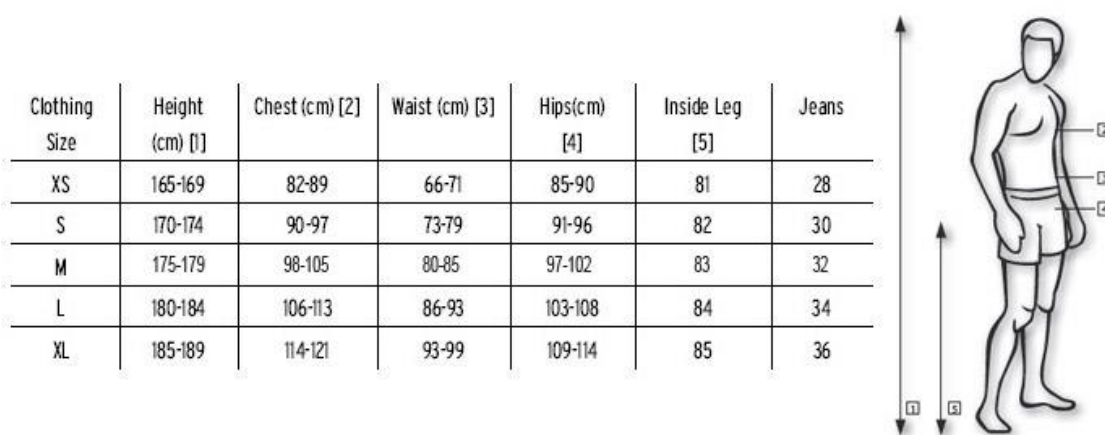 Clothing Size Height (cm) [1] Chest (cm) [2] Waist (cm) [3] Hips(cm) [4] Inside Leg [5] Jeans
XS 165-169 82-89 66-71 85-90 81 28
S 170-174 90-97 73-79 91-96 82 30
M 175-179 98-105 80-85 97-102 83 32
L 180-184 106-113 86-93 103-108 84 34
XL 185-189 114-121 93-99 109-114 85 36
2
3
4
1 5